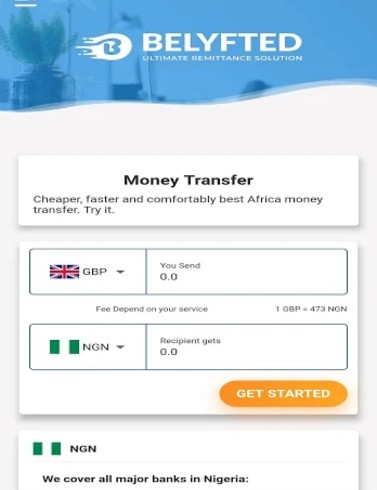 BELYFTED
ULTIMATE REMITTANCE SOLUTION
Money Transfer
Cheaper, faster and comfortably best Africa money
transfer. Try it.
GBP
You Send
0.0
Fee Depend on your service
1 GBP = 473 NGN
NGN
Recipient gets
0.0
GET STARTED
NGN
We cover all major banks in Nigeria: